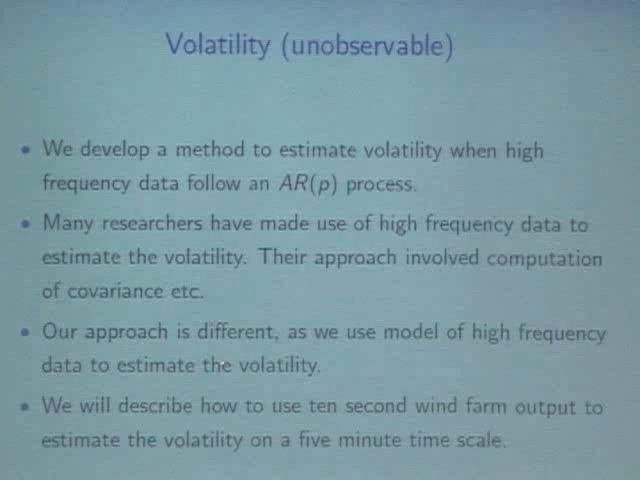 Volatility (unobservable)
• We develop a method to estimate volatility when high
frequency data follow an AR(p) process.
• Many researchers have made use of high frequency data to
estimate the volatility. Their approach involved computation
of covariance etc.
• Our approach is different, as we use model of high frequency
data to estimate the volatility.
• We will describe how to use ten second wind farm output to
estimate the volatility on a five minute time scale.